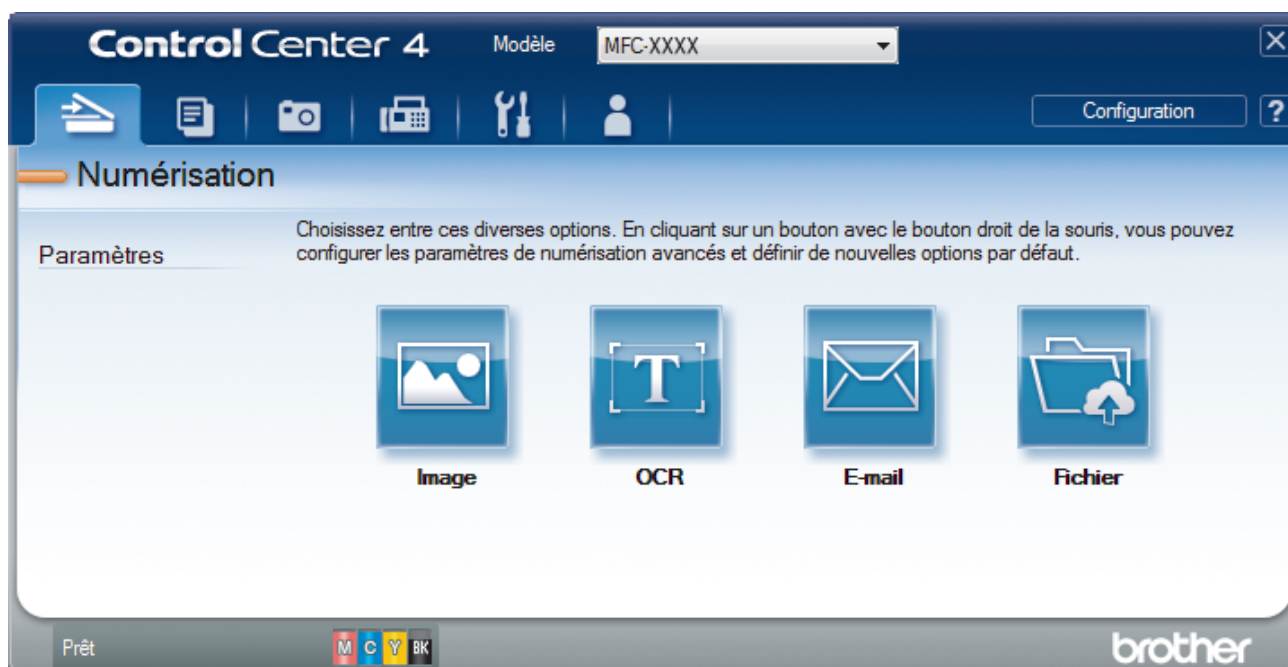 Control Center 4
Modèle
MFC-XXXX
X
Configuration
?
Numérisation
Paramètres
Choisissez entre ces diverses options. En cliquant sur un bouton avec le bouton droit de la souris, vous pouvez
configurer les paramètres de numérisation avancés et définir de nouvelles options par défaut.
T
Image
OCR
E-mail
Fichier
Prêt
M C Y BK
brother